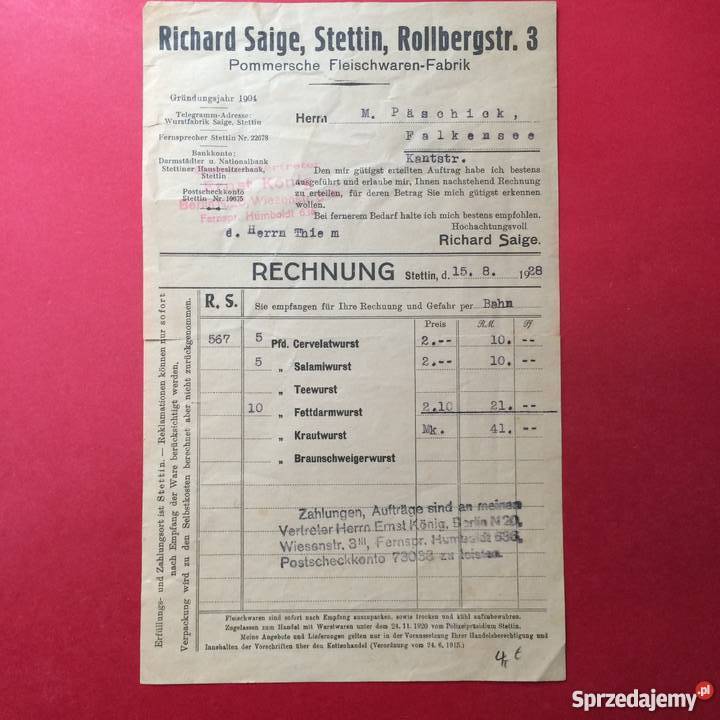 Richard Saige, Stettin, Rollbergstr. 3
Pommersche Fleischwaren-Fabrik
Gründungsjahr 1904
Telegramm-Adresse:
Wurstfabrik Saige, Stettin
Fernsprecher Stettin Nr. 22678
Bankkonto:
Darmstädter u. Nationalbank
Stettiner Hausbesitzerbank,
Stettin
Postscheckkonto
Stettin Nr. 10675
Vertreter
Ernst König
Wiesenstr.
Fernspr. Humboldt 636
Herrn M. Päschick,
Falkensee
Kantstr.
Den mir gütigst erteilten Auftrag habe ich bestens
ausgeführt und erlaube mir, Ihnen nachstehend Rechnung
zu erteilen, für deren Betrag Sie mich gütigst erkennen
wollen.
Bei fernerem Bedarf halte ich mich bestens empfohlen.
Hochachtungsvoll
Richard Saige.
d. Herrn Thiem
RECHNUNG Stettin, d. 15. 8. 1928
R. S. Sie empfangen für Ihre Rechnung und Gefahr per Bahn
Preis R.M. Pf
567 5 Pfd. Cervelatwurst 2.-- 10. --
5 „ Salamiwurst 2.-- 10. --
„ Teewurst
10 „ Fettdarmwurst 2.10 21. --
„ Krautwurst Mk. 41. --
„ Braunschweigerwurst
Zahlungen, Aufträge sind an meinen
Vertreter Herrn Ernst König, Berlin N 20,
Wiesenstr. 3III, Fernspr. Humboldt 636,
Postscheckkonto 73038 zu leisten.
Erfüllungs- und Zahlungsort ist Stettin. — Reklamationen können nur sofort
nach Empfang der Ware berücksichtigt werden.
Verpackung wird zu den Selbstkosten berechnet aber nicht zurückgenommen.
Fleischwaren sind sofort nach Empfang auszupacken, sowie trocken und kühl aufzubewahren.
Zugelassen zum Handel mit Wurstwaren unter dem 24. 11. 1920 vom Polizeipräsidium Stettin.
Meine Angebote und Lieferungen gelten nur in der Voraussetzung Ihrer Handelsberechtigung und
Innehalten der Vorschriften über den Kettenhandel (Verordnung vom 24. 6. 1915.)
Sprzedajemy.pl